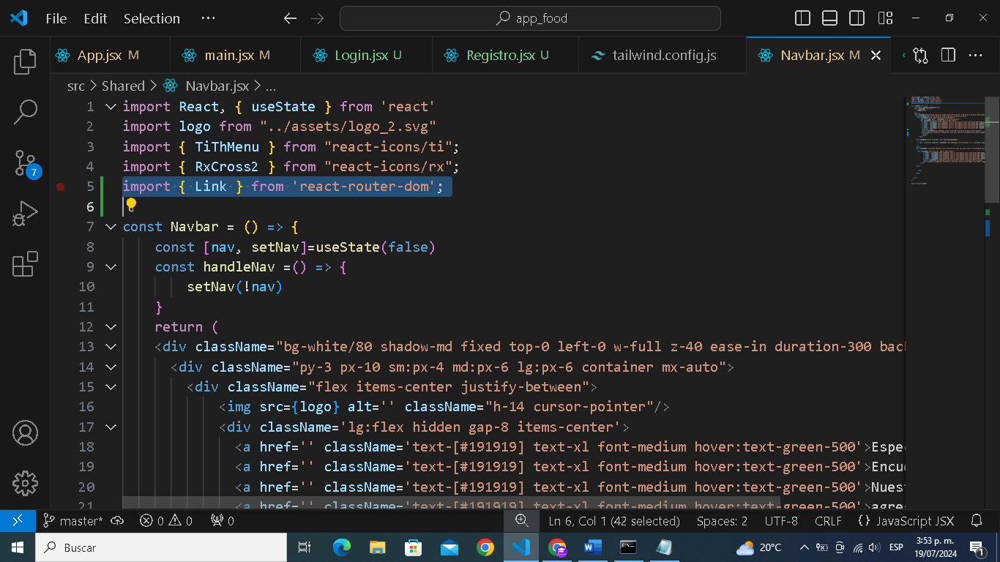 File Edit Selection ··· app_food
App.jsx M main.jsx M Login.jsx U Registro.jsx U tailwind.config.js Navbar.jsx M
src > Shared > Navbar.jsx > ...
1 import React, { useState } from 'react'
2 import logo from "../assets/logo_2.svg"
3 import { TiThMenu } from "react-icons/ti";
4 import { RxCross2 } from "react-icons/rx";
5 import { Link } from 'react-router-dom';
6
7 const Navbar = () => {
8 const [nav, setNav]=useState(false)
9 const handleNav =() => {
10 setNav(!nav)
11 }
12 return (
13 <div className="bg-white/80 shadow-md fixed top-0 left-0 w-full z-40 ease-in duration-300 bac
14 <div className="py-3 px-10 sm:px-4 md:px-6 lg:px-6 container mx-auto">
15 <div className="flex items-center justify-between">
16 <img src={logo} alt='' className="h-14 cursor-pointer"/>
17 <div className='lg:flex hidden gap-8 items-center'>
18 <a href='' className='text-[#191919] text-xl font-medium hover:text-green-500'>Espe
19 <a href='' className='text-[#191919] text-xl font-medium hover:text-green-500'>Encu
20 <a href='' className='text-[#191919] text-xl font-medium hover:text-green-500'>Nuest
21 <a href='' className='text-[#191919] text-xl font-medium hover:text-green-500'>agre
7
master* 0 0 0 Ln 6, Col 1 (42 selected) Spaces: 2 UTF-8 CRLF {} JavaScript JSX
Buscar 20°C ESP 3:53 p. m.
19/07/2024 1